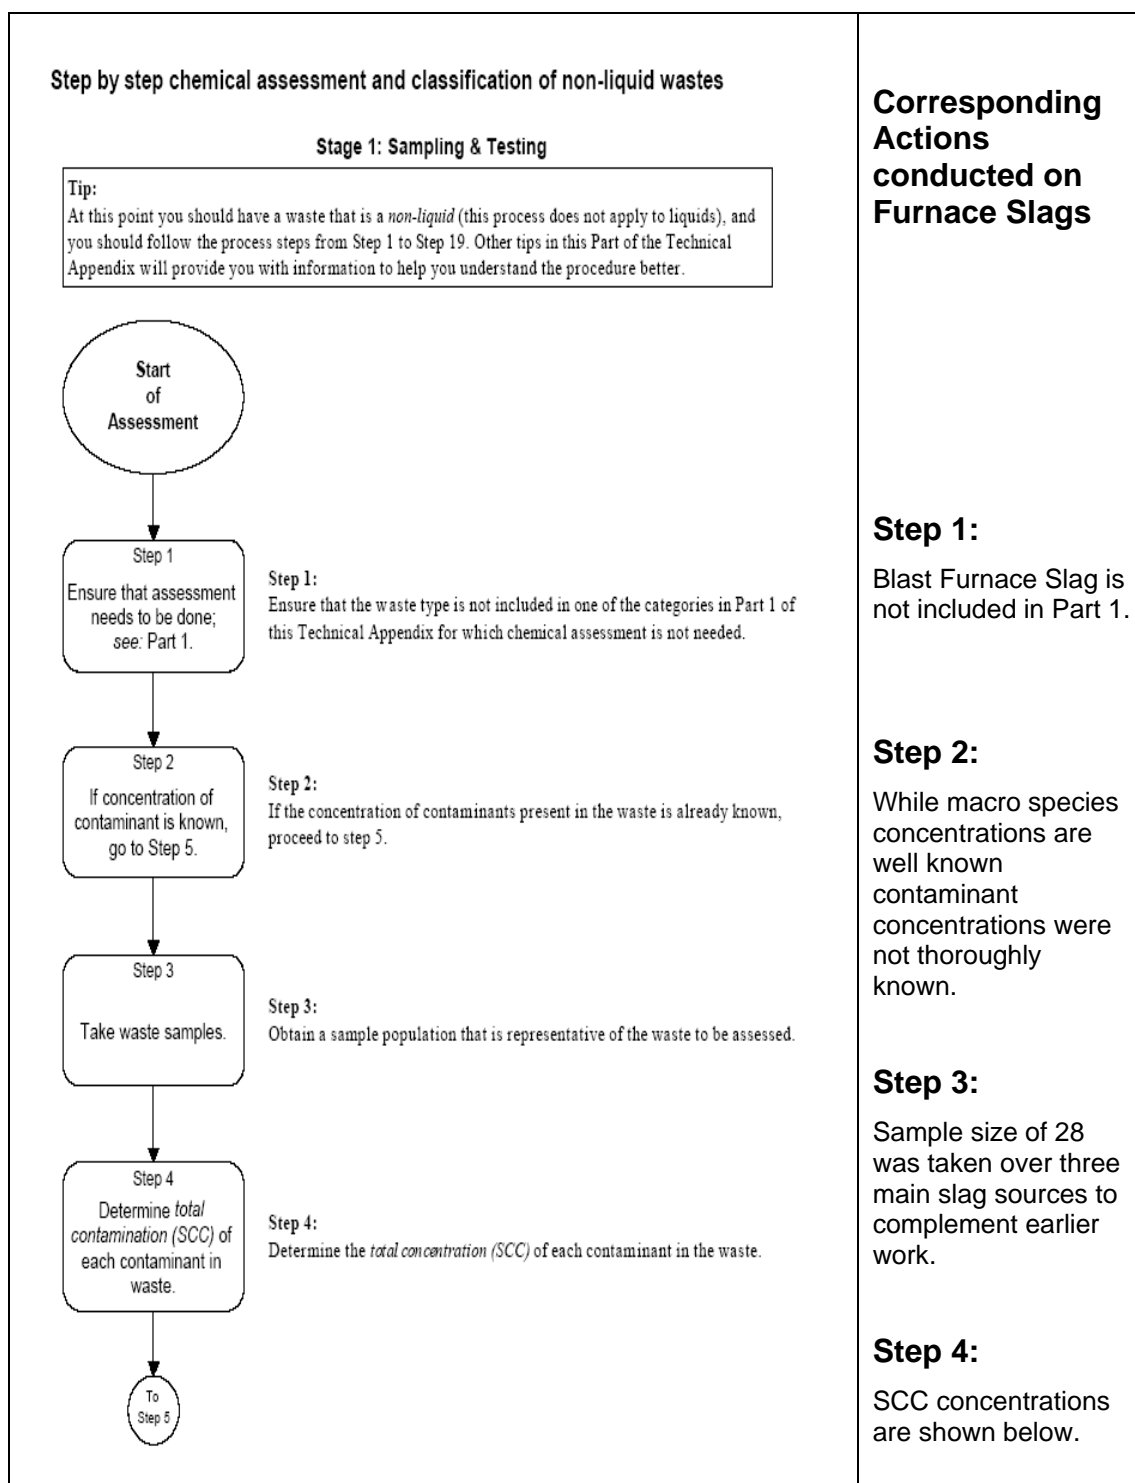 Step by step chemical assessment and classification of non-liquid wastes
Stage 1: Sampling & Testing
Tip:
At this point you should have a waste that is a non-liquid (this process does not apply to liquids), and
you should follow the process steps from Step 1 to Step 19. Other tips in this Part of the Technical
Appendix will provide you with information to help you understand the procedure better.
Start
of
Assessment
Step 1
Ensure that assessment
needs to be done;
see: Part 1.
Step 1:
Ensure that the waste type is not included in one of the categories in Part 1 of
this Technical Appendix for which chemical assessment is not needed.
Step 2
If concentration of
contaminant is known,
go to Step 5.
Step 2:
If the concentration of contaminants present in the waste is already known,
proceed to step 5.
Step 3
Take waste samples.
Step 3:
Obtain a sample population that is representative of the waste to be assessed.
Step 4
Determine total
contamination (SCC) of
each contaminant in
waste.
Step 4:
Determine the total concentration (SCC) of each contaminant in the waste.
To
Step 5
Corresponding
Actions
conducted on
Furnace Slags
Step 1:
Blast Furnace Slag is
not included in Part 1.
Step 2:
While macro species
concentrations are
well known
contaminant
concentrations were
not thoroughly
known.
Step 3:
Sample size of 28
was taken over three
main slag sources to
complement earlier
work.
Step 4:
SCC concentrations
are shown below.